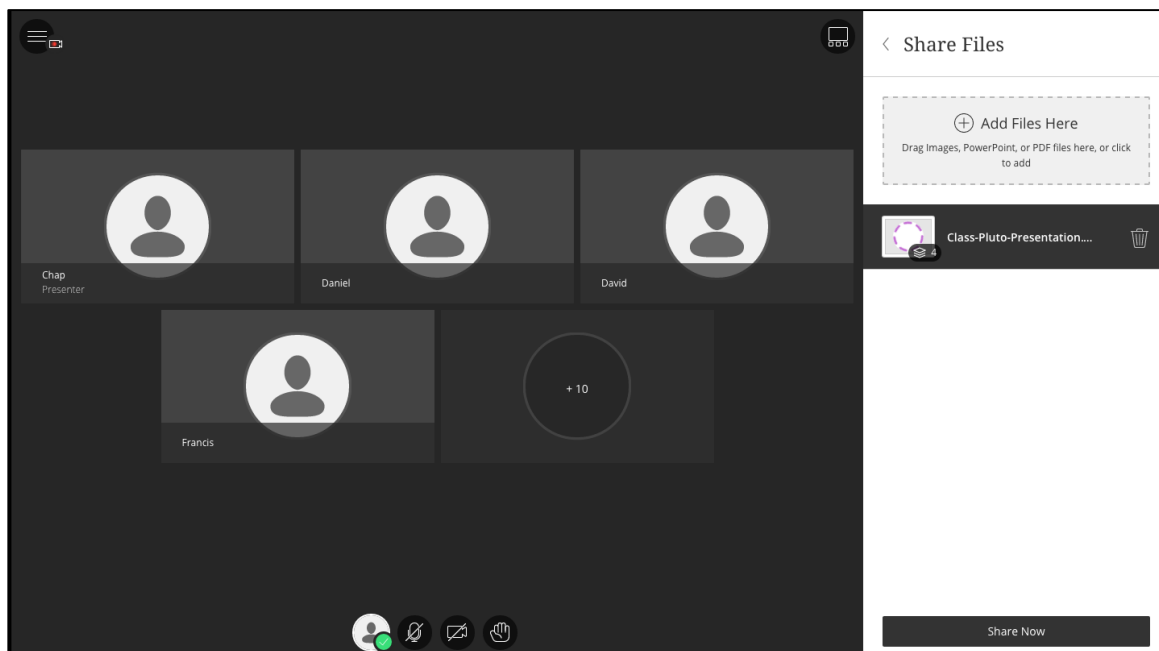 Share Files
Add Files Here
Drag Images, PowerPoint, or PDF files here, or click
to add
Class-Pluto-Presentation....
4
Chap
Presenter
Daniel
David
Francis
+ 10
Share Now